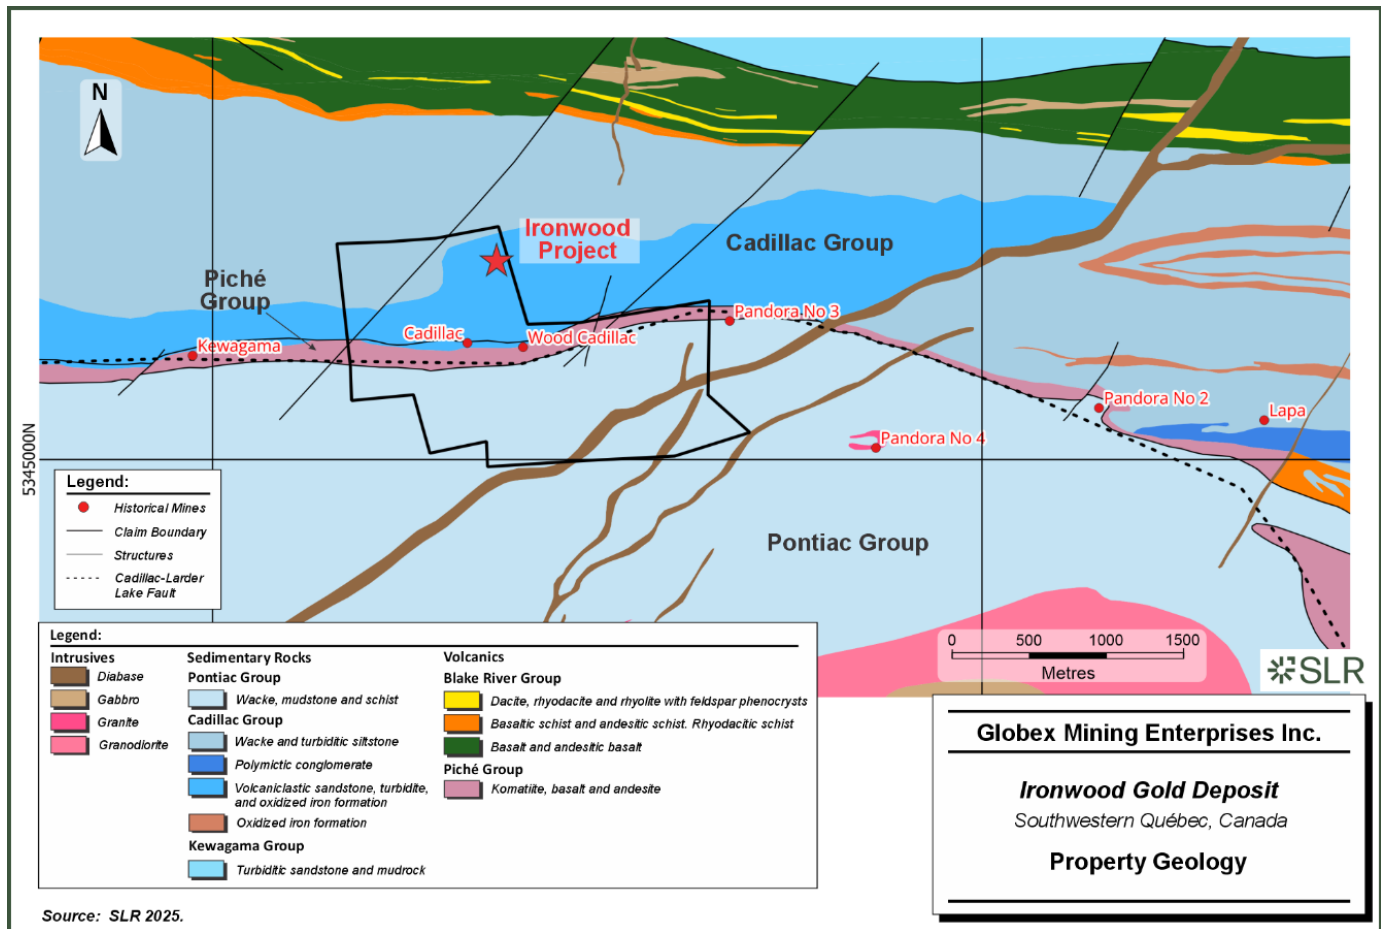 N
Ironwood
Project
Cadillac Group
Piché
Group
Pandora No 3
Cadillac
Wood Cadillac
Kewagama
Pandora No 2
Lapa
Pandora No 4
5345000N
Pontiac Group
Legend:
Historical Mines
Claim Boundary
Structures
Cadillac-Larder
Lake Fault
0 500 1000 1500
Metres
SLR
Legend:
Intrusives
Diabase
Gabbro
Granite
Granodiorite
Sedimentary Rocks
Pontiac Group
Wacke, mudstone and schist
Cadillac Group
Wacke and turbiditic siltstone
Polymictic conglomerate
Volcaniclastic sandstone, turbidite,
and oxidized iron formation
Oxidized iron formation
Kewagama Group
Turbiditic sandstone and mudrock
Volcanics
Blake River Group
Dacite, rhyodacite and rhyolite with feldspar phenocrysts
Basaltic schist and andesitic schist. Rhyodacitic schist
Basalt and andesitic basalt
Piché Group
Komatiite, basalt and andesite
Globex Mining Enterprises Inc.
Ironwood Gold Deposit
Southwestern Québec, Canada
Property Geology
Source: SLR 2025.